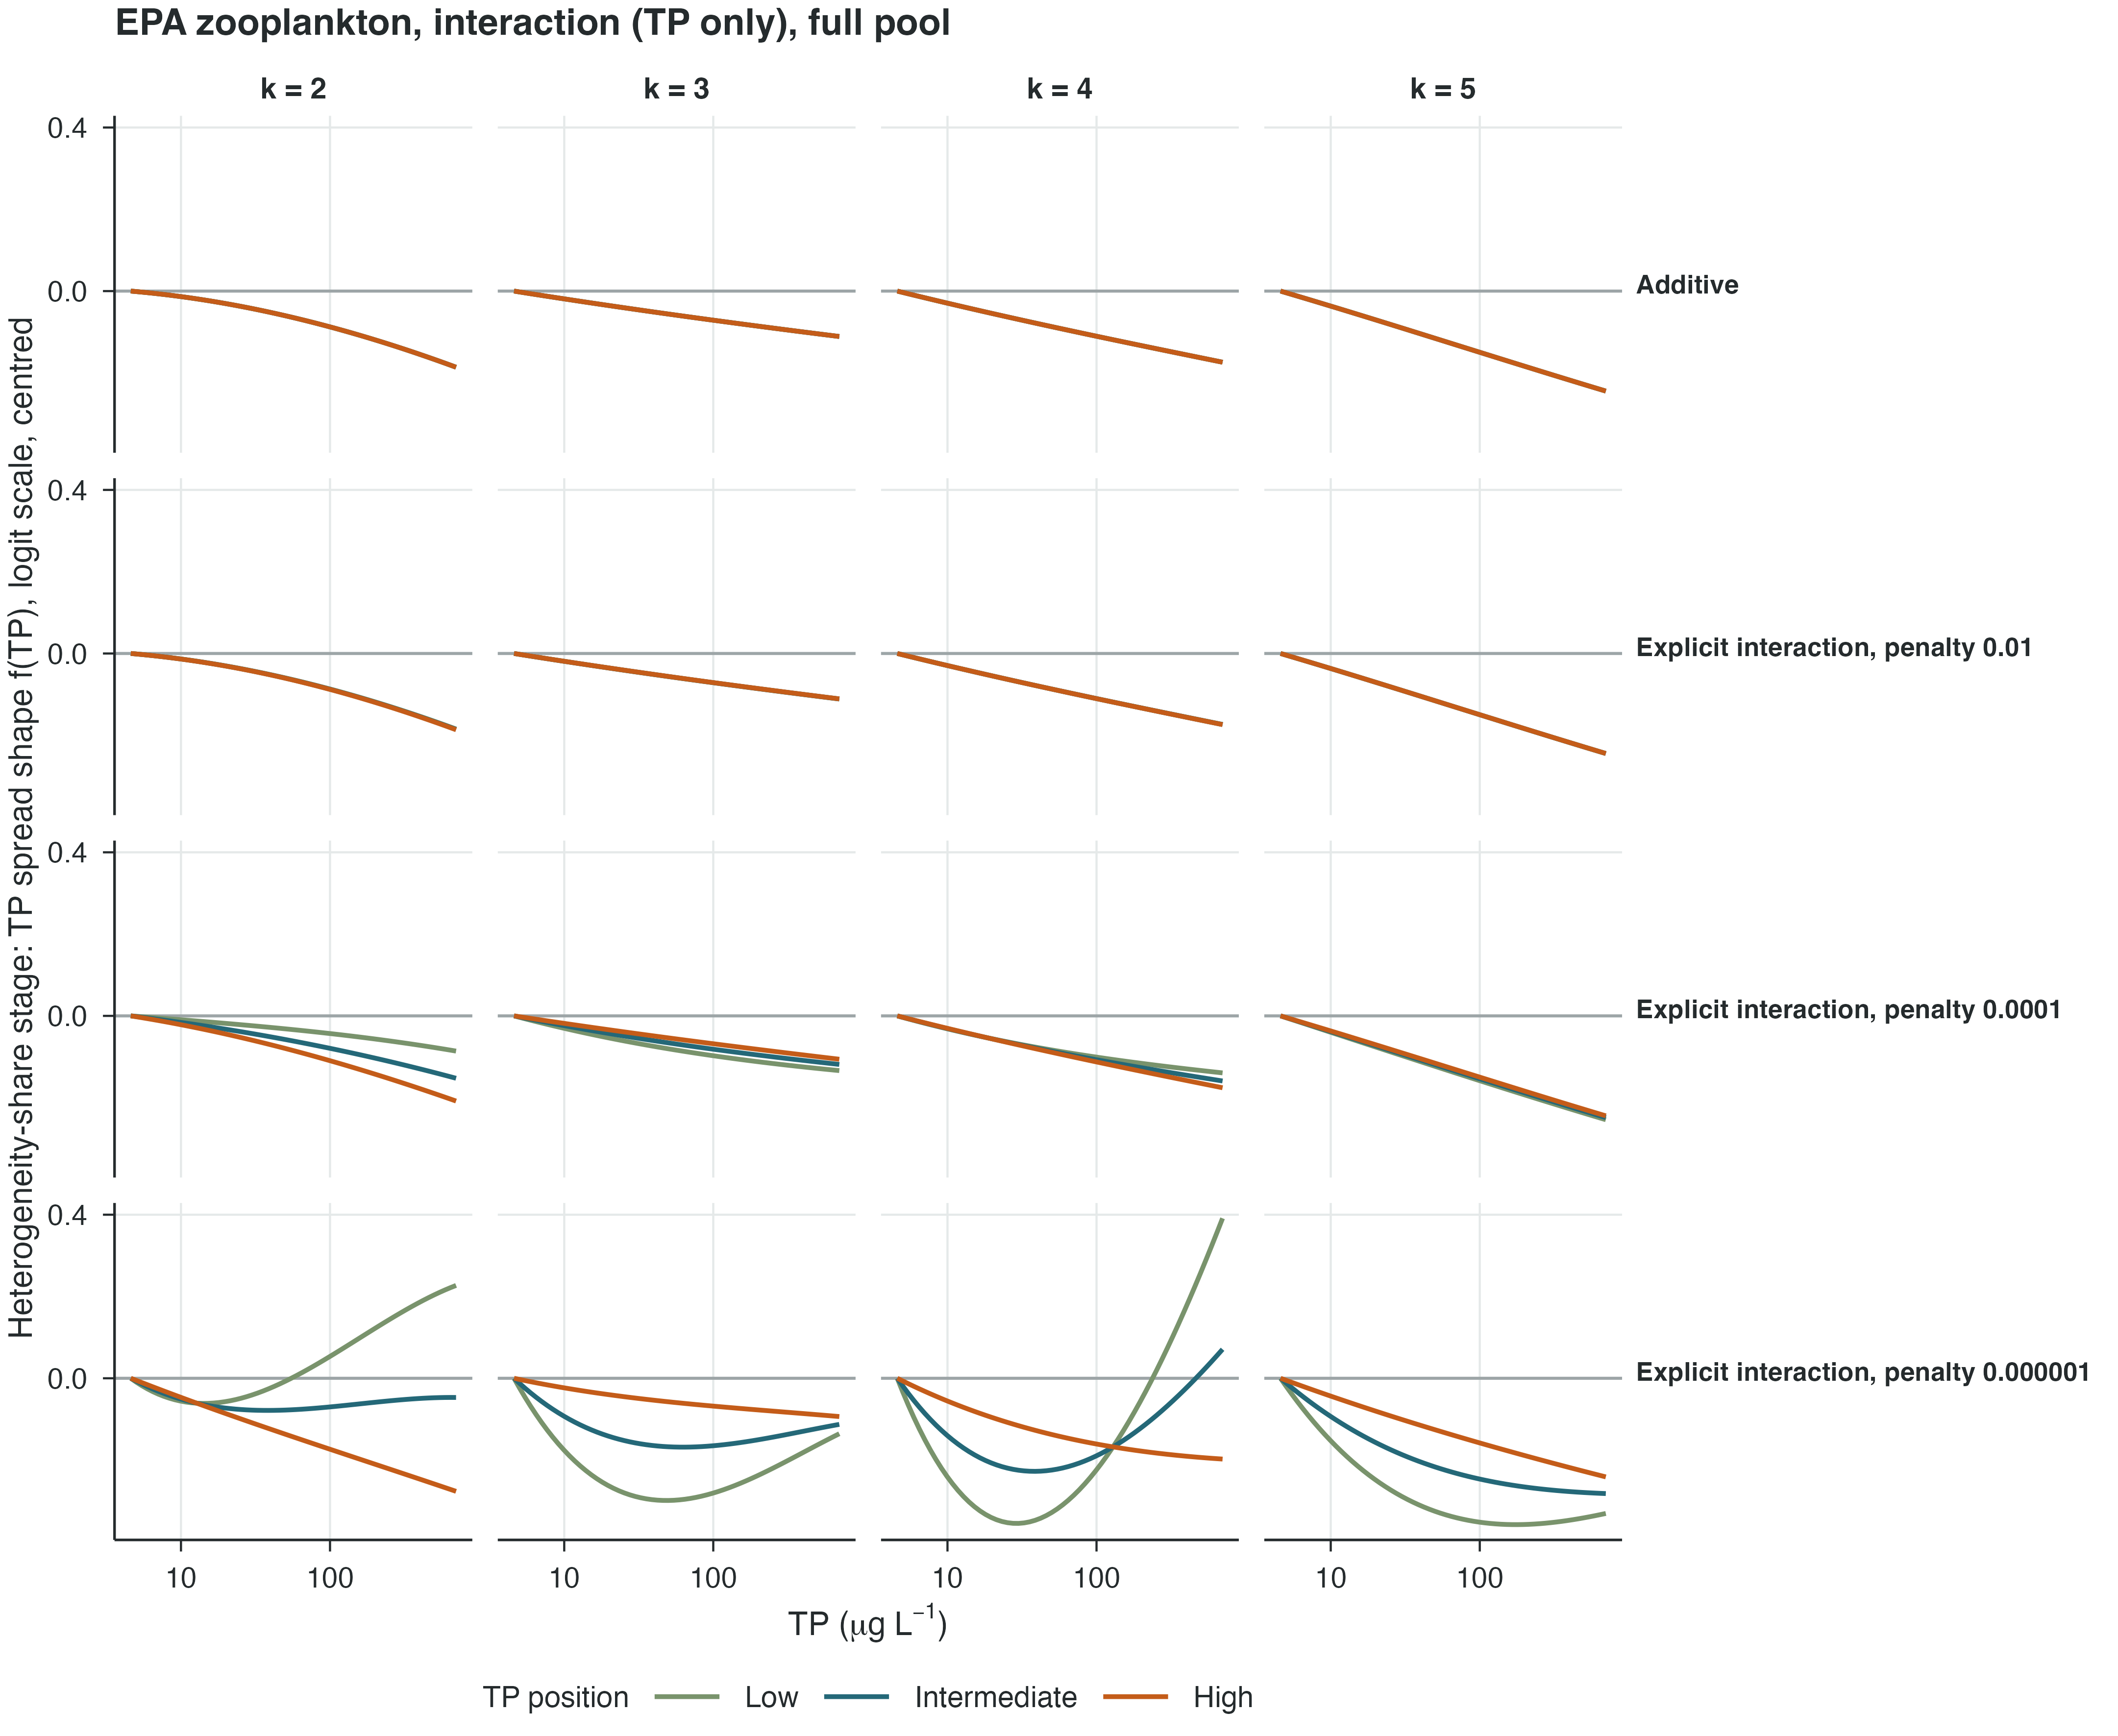 EPA zooplankton, interaction (TP only), full pool
k = 2
k = 3
k = 4
k = 5
Heterogeneity-share stage: TP spread shape f(TP), logit scale, centred
0.4
0.0
Additive
0.4
0.0
Explicit interaction, penalty 0.01
0.4
0.0
Explicit interaction, penalty 0.0001
0.4
0.0
Explicit interaction, penalty 0.000001
10
100
10
100
10
100
10
100
TP (μg L⁻¹)
TP position Low Intermediate High